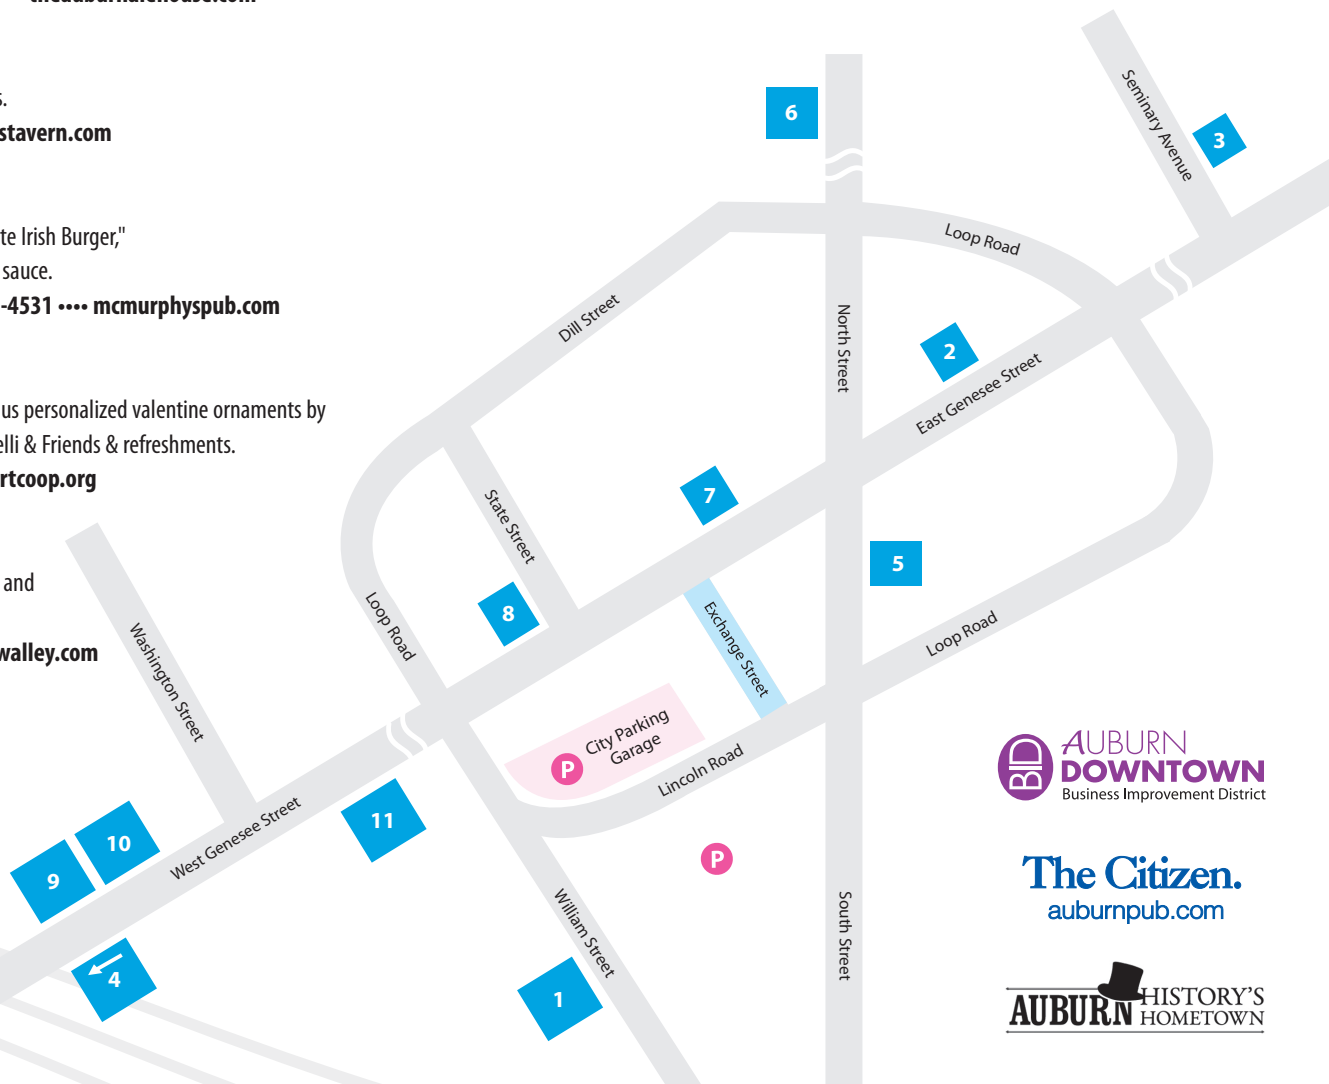 s.
stavern.com
te Irish Burger,"
sauce.
-4531 •••• mcmurphyspub.com
us personalized valentine ornaments by
elli & Friends & refreshments.
rtcoop.org
and
walley.com
6
3
Seminary Avenue
Loop Road
Dill Street
North Street
2
East Genesee Street
7
State Street
5
8
Exchange Street
Loop Road
Loop Road
Washington Street
City Parking
Garage
P
Lincoln Road
11
West Genesee Street
10
9
P
4
William Street
1
South Street
BID
AUBURN
DOWNTOWN
Business Improvement District
The Citizen.
auburnpub.com
AUBURN HISTORY'S
HOMETOWN